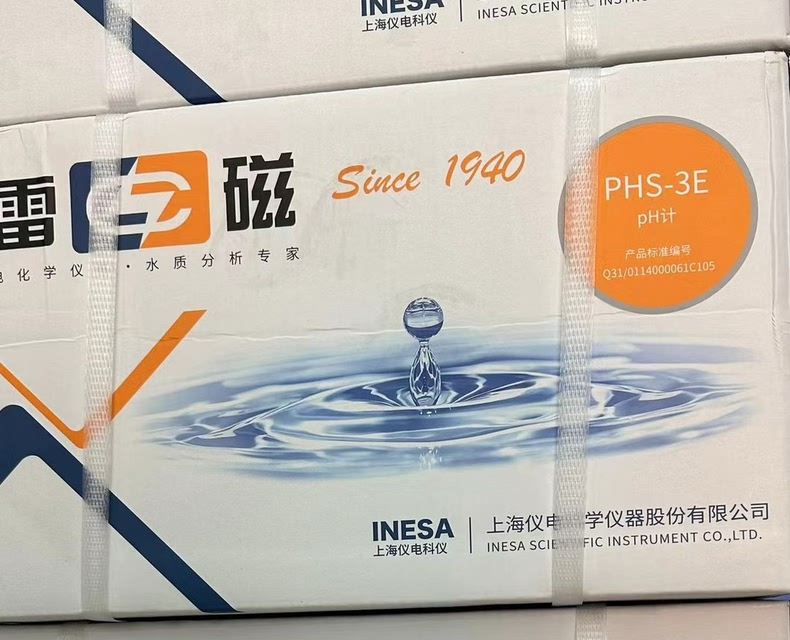 INESA
上海仪电科仪
雷 磁
Since 1940
化学仪 · 水质分析专家
PHS-3E
pH计
产品标准编号
Q31/0114000061C105
INESA
上海仪电科仪
上海仪电 学仪器股份有限公司
INESA SCIE FIC INSTRUMENT CO.,LTD.